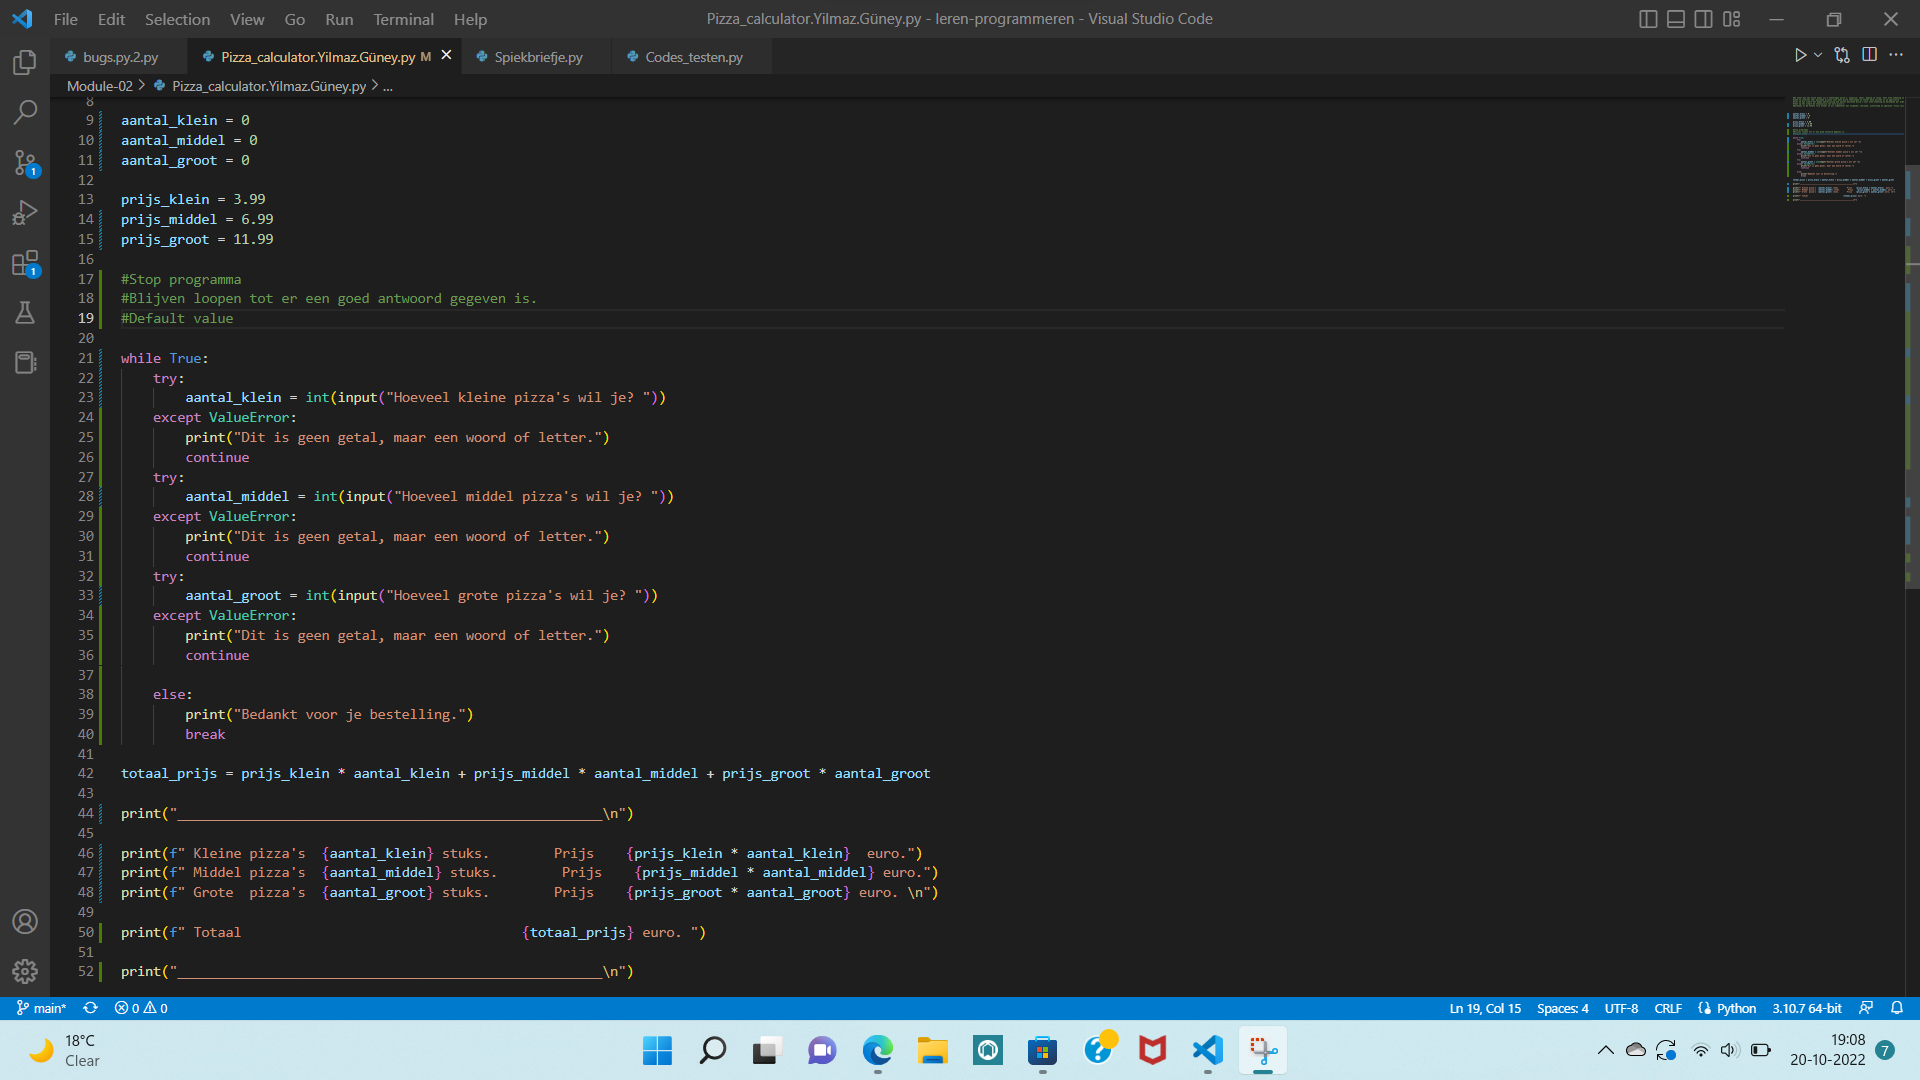 File Edit Selection View Go Run Terminal Help
Pizza_calculator.Yilmaz.Güney.py - leren-programmeren - Visual Studio Code
bugs.py.2.py
Pizza_calculator.Yilmaz.Güney.py M
Spiekbriefje.py
Codes_testen.py
Module-02 > Pizza_calculator.Yilmaz.Güney.py > ...
8
9 aantal_klein = 0
10 aantal_middel = 0
11 aantal_groot = 0
12
13 prijs_klein = 3.99
14 prijs_middel = 6.99
15 prijs_groot = 11.99
16
17 #Stop programma
18 #Blijven loopen tot er een goed antwoord gegeven is.
19 #Default value
20
21 while True:
22     try:
23         aantal_klein = int(input("Hoeveel kleine pizza's wil je? "))
24     except ValueError:
25         print("Dit is geen getal, maar een woord of letter.")
26         continue
27     try:
28         aantal_middel = int(input("Hoeveel middel pizza's wil je? "))
29     except ValueError:
30         print("Dit is geen getal, maar een woord of letter.")
31         continue
32     try:
33         aantal_groot = int(input("Hoeveel grote pizza's wil je? "))
34     except ValueError:
35         print("Dit is geen getal, maar een woord of letter.")
36         continue
37
38     else:
39         print("Bedankt voor je bestelling.")
40         break
41
42 totaal_prijs = prijs_klein * aantal_klein + prijs_middel * aantal_middel + prijs_groot * aantal_groot
43
44 print("_____________________________________________________\n")
45
46 print(f" Kleine pizza's  {aantal_klein} stuks.        Prijs    {prijs_klein * aantal_klein}  euro.")
47 print(f" Middel pizza's  {aantal_middel} stuks.        Prijs    {prijs_middel * aantal_middel} euro.")
48 print(f" Grote  pizza's  {aantal_groot} stuks.        Prijs    {prijs_groot * aantal_groot} euro. \n")
49
50 print(f" Totaal                                   {totaal_prijs} euro. ")
51
52 print("_____________________________________________________\n")
1
1
main* 0 0
Ln 19, Col 15 Spaces: 4 UTF-8 CRLF Python 3.10.7 64-bit
18°C
Clear
19:08
20-10-2022
7